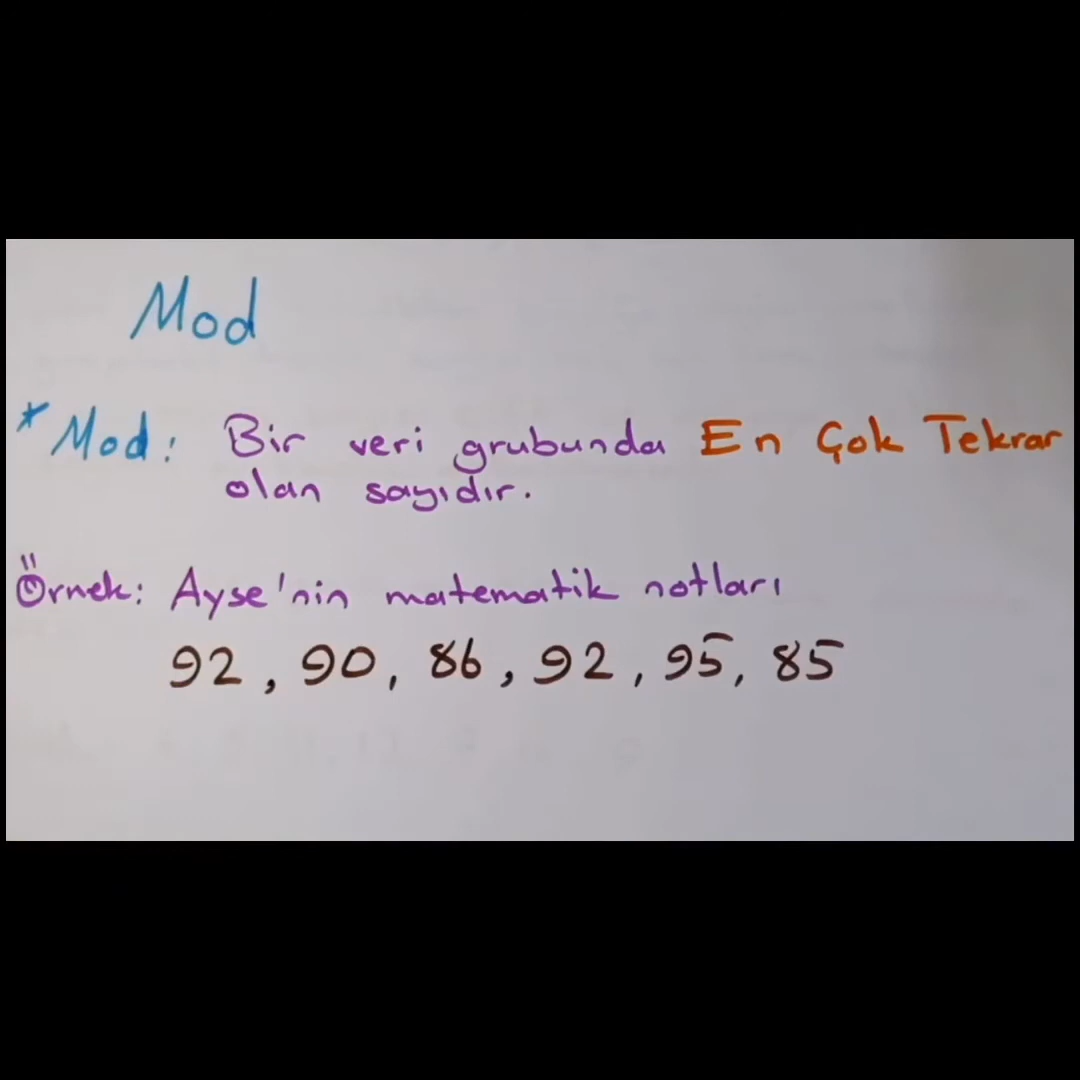 Mod
* Mod: Bir veri grubunda En Çok Tekrar
olan sayıdır.
Örnek: Ayse'nin matematik notları
92, 90, 86, 92, 95, 85